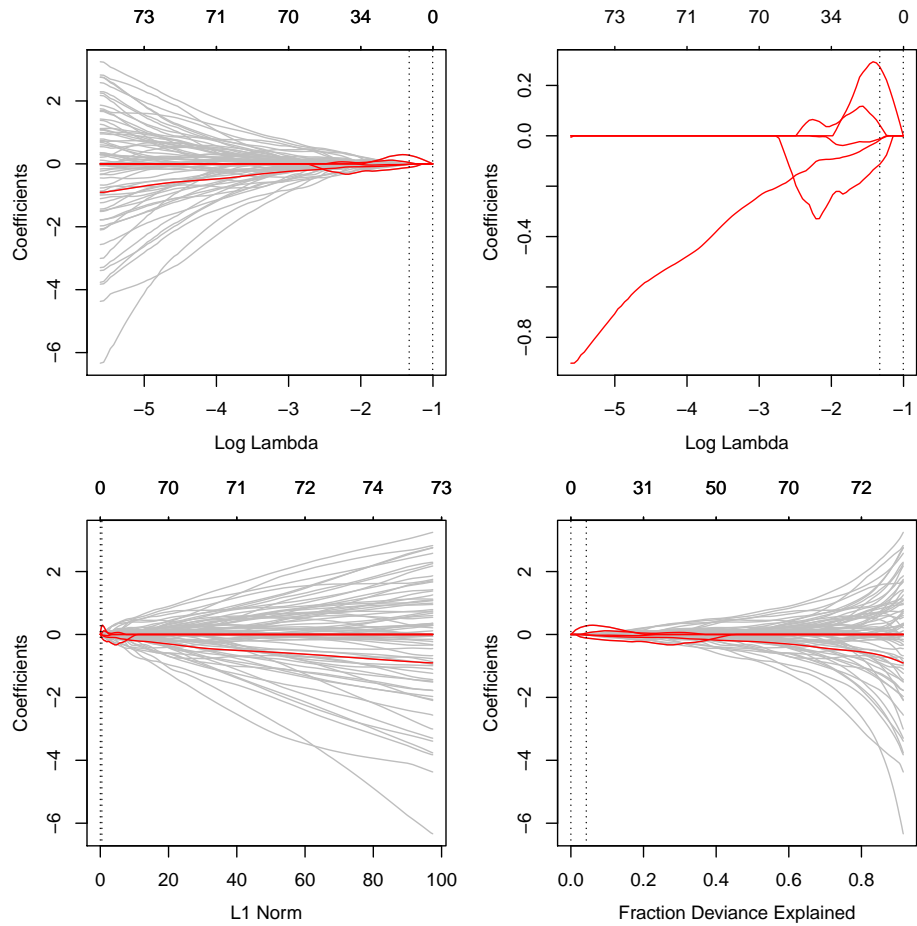 73 71 70 34 0
2
0
−2
−4
−6
Coefficients
−5 −4 −3 −2 −1
Log Lambda
73 71 70 34 0
0.2
0.0
−0.4
−0.8
Coefficients
−5 −4 −3 −2 −1
Log Lambda
0 70 71 72 74 73
2
0
−2
−4
−6
Coefficients
0 20 40 60 80 100
L1 Norm
0 31 50 70 72
2
0
−2
−4
−6
Coefficients
0.0 0.2 0.4 0.6 0.8
Fraction Deviance Explained